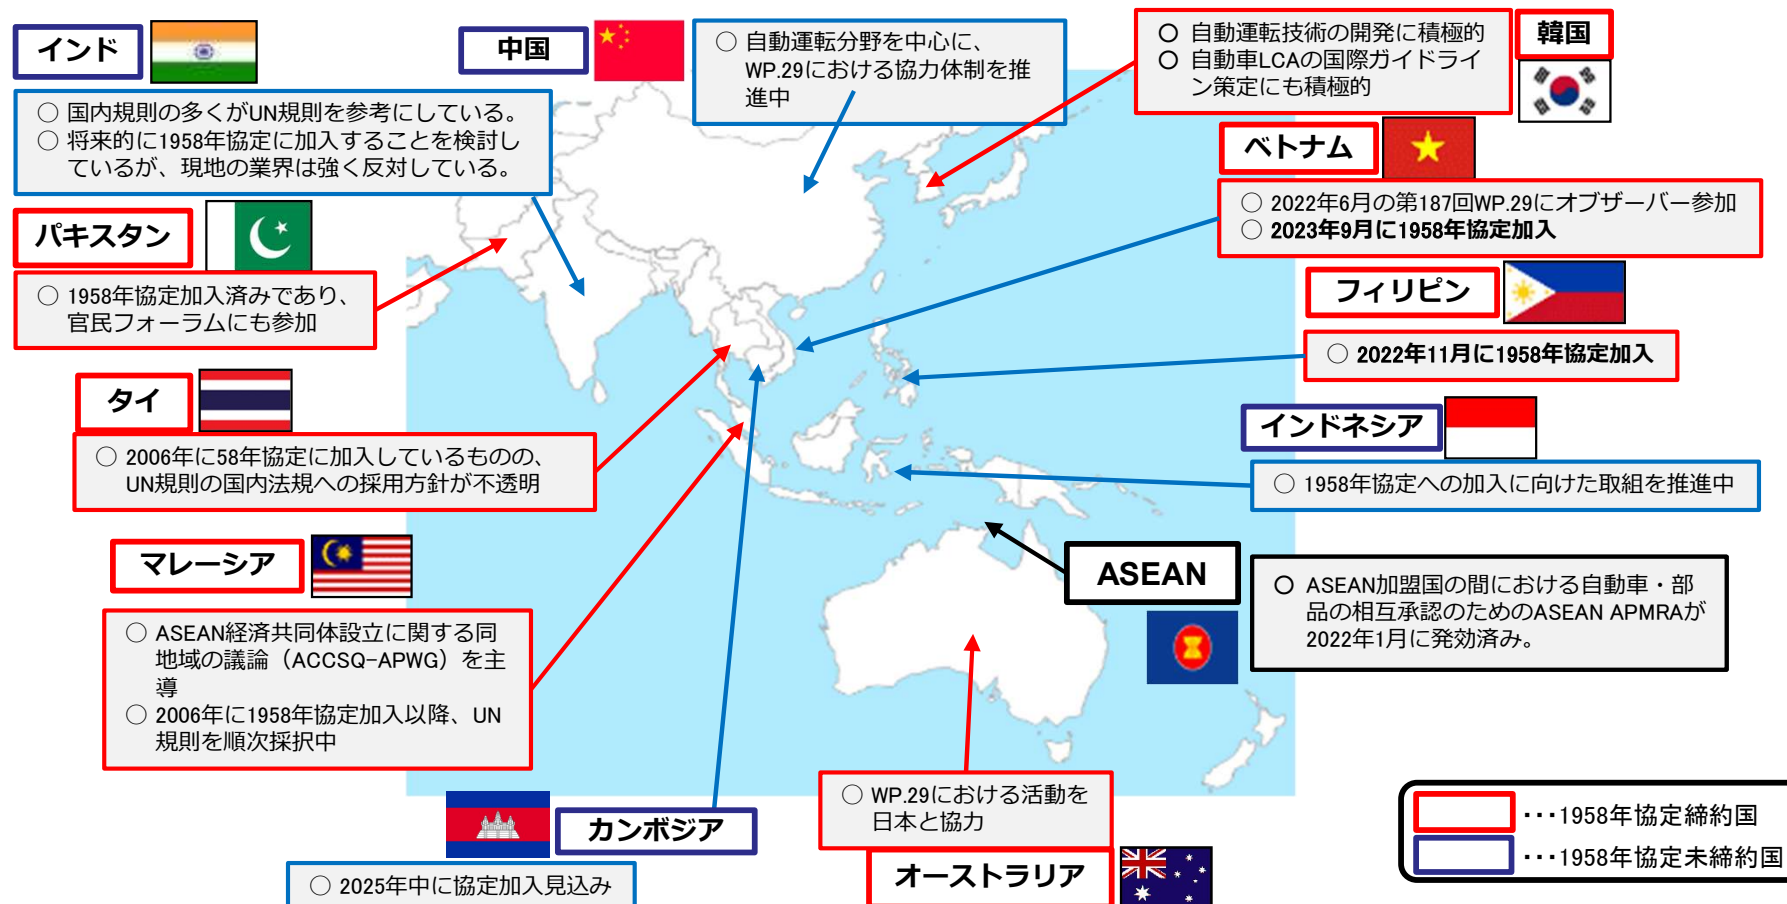 インド
○ 国内規則の多くがUN規則を参考にしている。
○ 将来的に1958年協定に加入することを検討し
ているが、現地の業界は強く反対している。
中国
○ 自動運転分野を中心に、
WP.29における協力体制を推
進中
韓国
○ 自動運転技術の開発に積極的
○ 自動車LCAの国際ガイドライ
ン策定にも積極的
ベトナム
○ 2022年6月の第187回WP.29にオブザーバー参加
○ 2023年9月に1958年協定加入
パキスタン
○ 1958年協定加入済みであり、
官民フォーラムにも参加
フィリピン
○ 2022年11月に1958年協定加入
タイ
○ 2006年に58年協定に加入しているものの、
UN規則の国内法規への採用方針が不透明
インドネシア
○ 1958年協定への加入に向けた取組を推進中
マレーシア
○ ASEAN経済共同体設立に関する同
地域の議論（ACCSQ-APWG）を主
導
○ 2006年に1958年協定加入以降、UN
規則を順次採択中
ASEAN
○ ASEAN加盟国の間における自動車・部
品の相互承認のためのASEAN APMRAが
2022年1月に発効済み。
カンボジア
○ 2025年中に協定加入見込み
○ WP.29における活動を
日本と協力
オーストラリア
･･･1958年協定締約国
･･･1958年協定未締約国